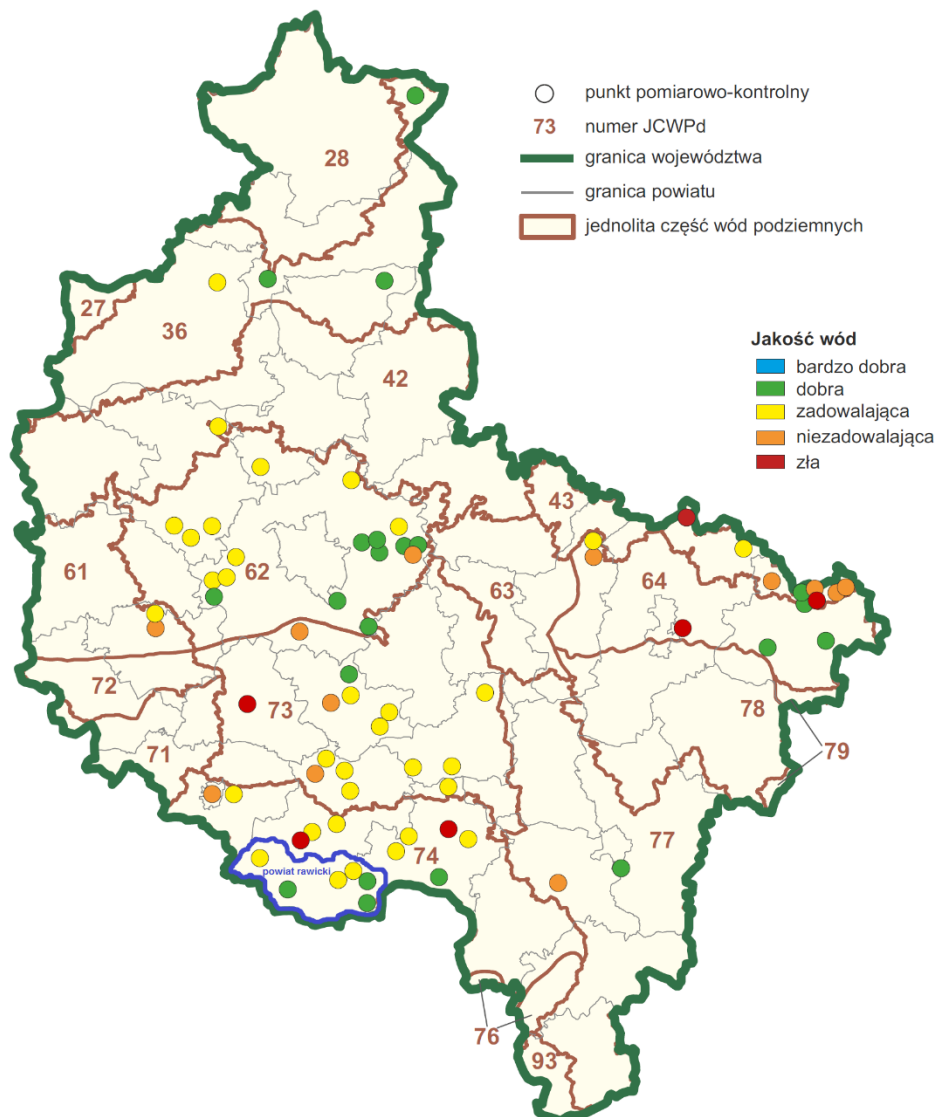 punkt pomiarowo-kontrolny
73 numer JCWPd
granica województwa
granica powiatu
jednolita część wód podziemnych
Jakość wód
bardzo dobra
dobra
zadowalająca
niezadowalająca
zła
28
27
36
42
43
61
62
63
64
72
73
78
71
79
77
74
powiat rawicki
76
93